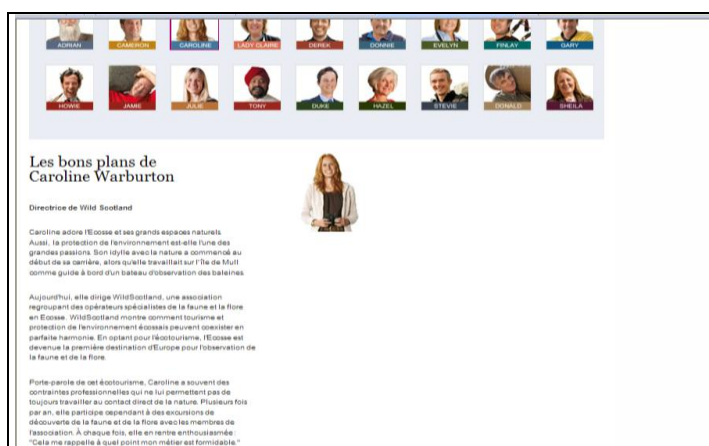 ADRIAN CAMERON CAROLINE LADY CLAIRE DEREK DONNIE EVELYN FINLAY GARY
HOWIE JAMIE JULIE TONY DUKE HAZEL STEVIE DONALD SHEILA
Les bons plans de
Caroline Warburton
Directrice de Wild Scotland
Caroline adore l'Ecosse et ses grands espaces naturels.
Aussi, la protection de l'environnement est-elle l'une des
grandes passions. Son idylle avec la nature a commencé au
début de sa carrière, alors qu'elle travaillait sur l'île de Mull
comme guide à bord d'un bateau d'observation des baleines.
Aujourd'hui, elle dirige WildScotland, une association
regroupant des opérateurs spécialistes de la faune et la flore
en Ecosse. WildScotland montre comment tourisme et
protection de l'environnement écossais peuvent coexister en
parfaite harmonie. En optant pour l'écotourisme, l'Ecosse est
devenue la première destination d'Europe pour l'observation de
la faune et de la flore.
Porte-parole de cet écotourisme, Caroline a souvent des
contraintes professionnelles qui ne lui permettent pas de
toujours travailler au contact direct de la nature. Plusieurs fois
par an, elle participe cependant à des excursions de
découverte de la faune et de la flore avec les membres de
l'association. À chaque fois, elle en rentre enthousiasmée :
"Cela me rappelle à quel point mon métier est formidable."